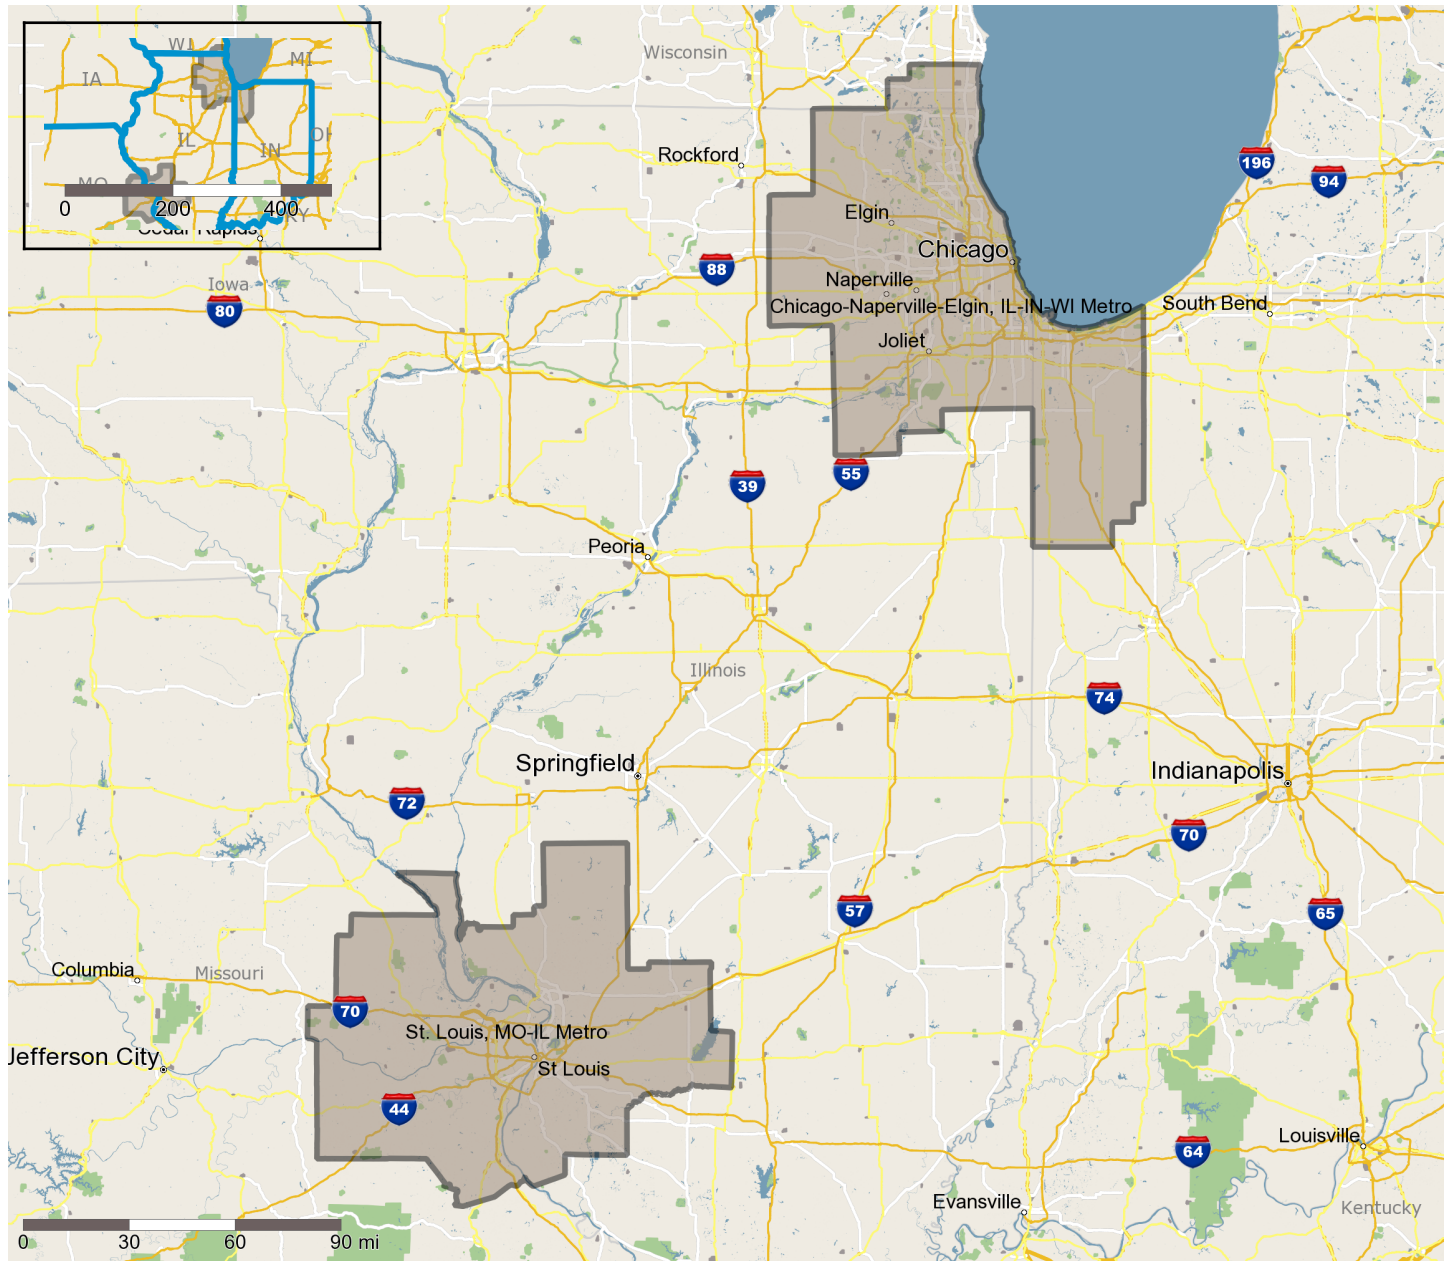 WI
MI
IA
IL
IN
OH
MO
KY
0 200 400
Cedar Rapids
Wisconsin
Rockford
196
94
Elgin
Chicago
88
Naperville
Iowa
80
Chicago-Naperville-Elgin, IL-IN-WI Metro
South Bend
Joliet
39
55
Peoria
Illinois
74
Springfield
Indianapolis
72
70
57
65
Columbia
Missouri
70
St. Louis, MO-IL Metro
Jefferson City
St Louis
44
Louisville
64
Evansville
Kentucky
0 30 60 90 mi